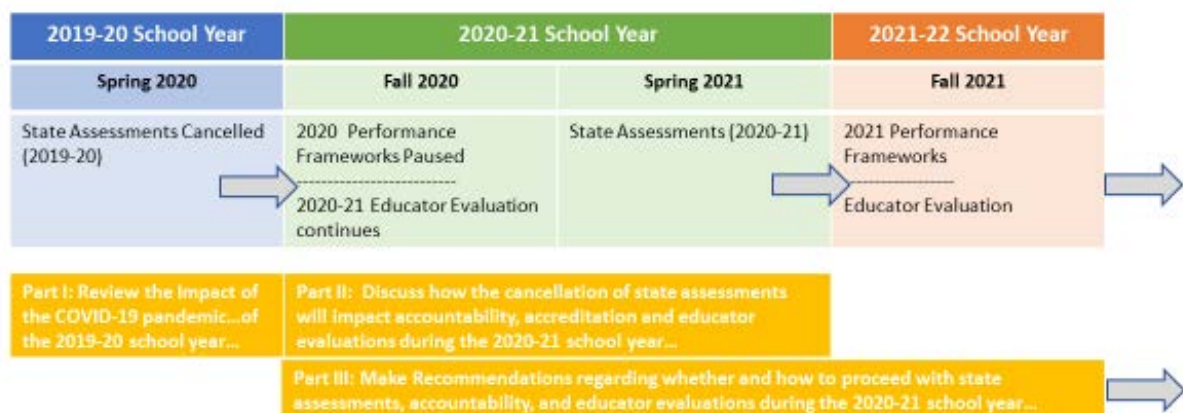 2019-20 School Year
2020-21 School Year
2021-22 School Year
Spring 2020
Fall 2020
Spring 2021
Fall 2021
State Assessments Cancelled
(2019-20)
2020 Performance
Frameworks Paused
--------------------------
2020-21 Educator Evaluation
continues
State Assessments (2020-21)
2021 Performance
Frameworks
------------------
Educator Evaluation
Part I: Review the Impact of
the COVID-19 pandemic...of
the 2019-20 school year...
Part II: Discuss how the cancellation of state assessments
will impact accountability, accreditation and educator
evaluations during the 2020-21 school year...
Part III: Make Recommendations regarding whether and how to proceed with state
assessments, accountability, and educator evaluations during the 2020-21 school year...